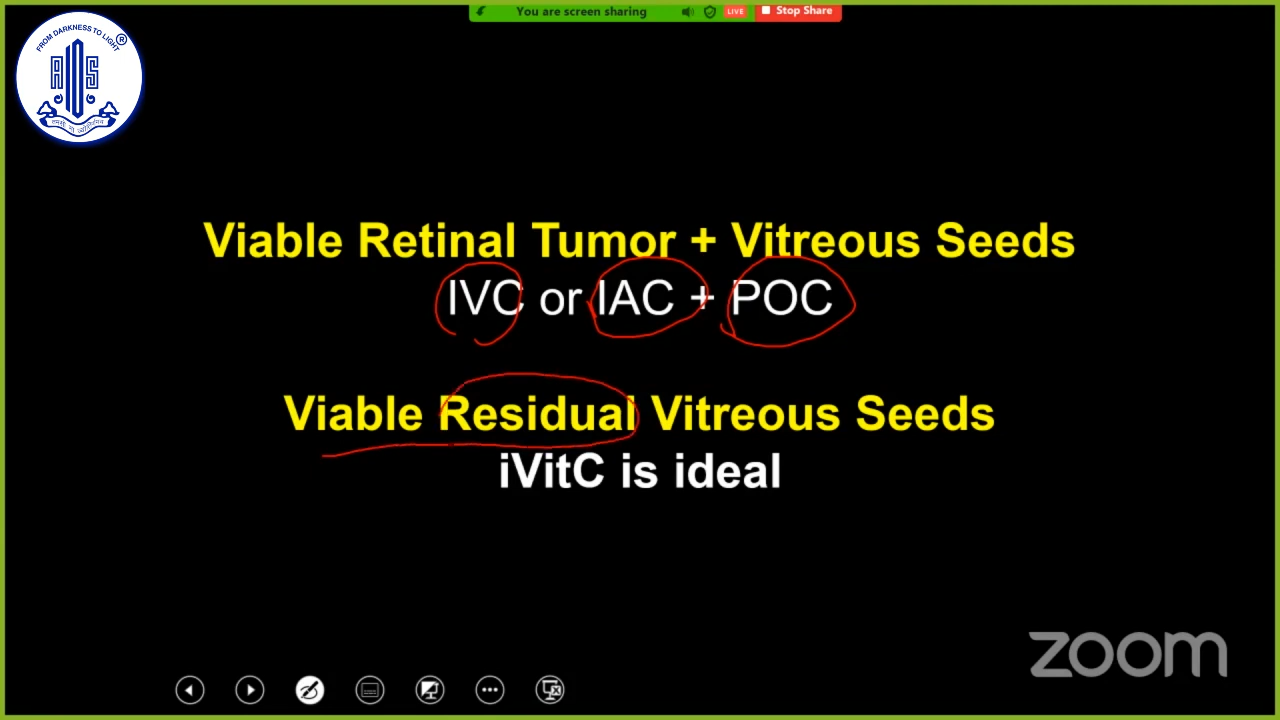 You are screen sharing LIVE Stop Share
FROM DARKNESS TO LIGHT ®
AIOS
Viable Retinal Tumor + Vitreous Seeds
IVC or IAC + POC
Viable Residual Vitreous Seeds
iVitC is ideal
zoom